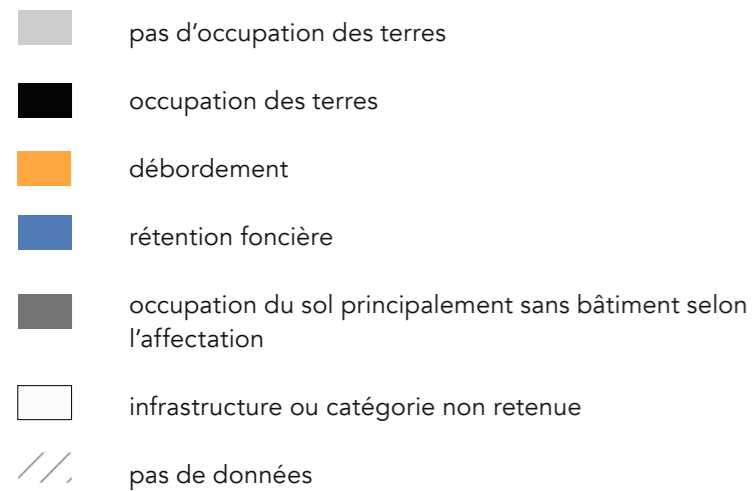 pas d’occupation des terres
occupation des terres
débordement
rétention foncière
occupation du sol principalement sans bâtiment selon
l’affectation
infrastructure ou catégorie non retenue
pas de données